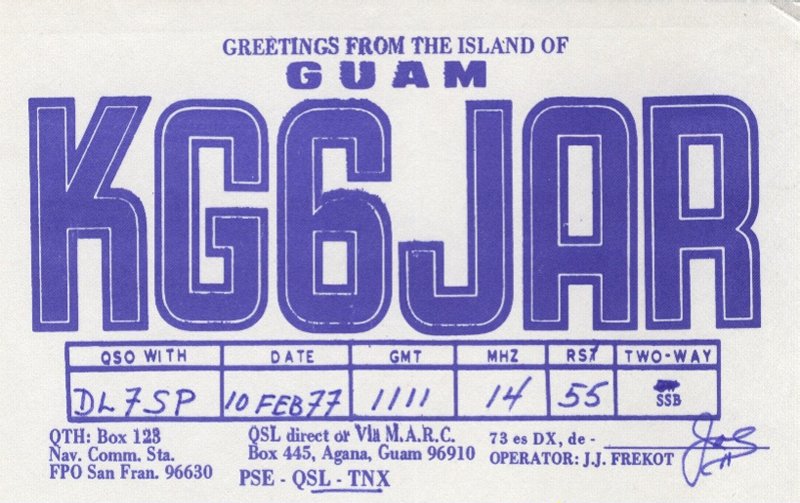 GREETINGS FROM THE ISLAND OF
GUAM
KG6JAR
QSO WITH DATE GMT MHZ RST TWO-WAY
DL7SP 10 FEB 77 1111 14 55 SSB
QTH: Box 123
Nav. Comm. Sta.
FPO San Fran. 96630
QSL direct or Via M.A.R.C.
Box 445, Agana, Guam 96910
PSE - QSL - TNX
73 es DX, de -
OPERATOR: J.J. FREKOT